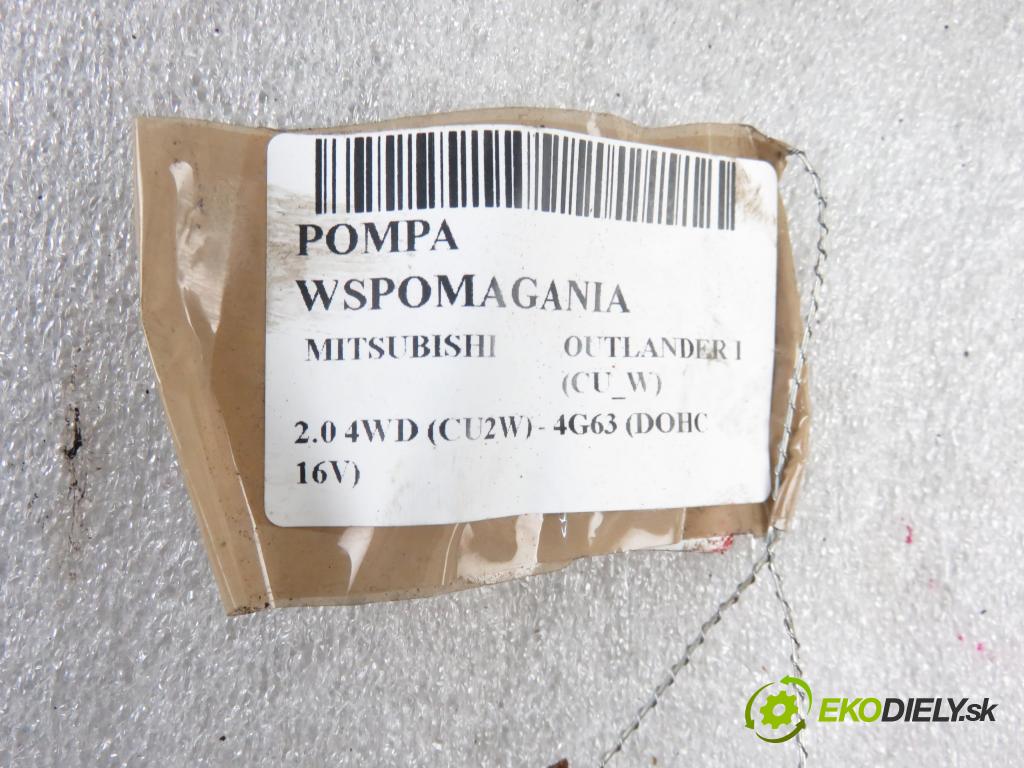 POMPA
WSPOMAGANIA
MITSUBISHI OUTLANDER I
(CU_W)
2.0 4WD (CU2W) - 4G63 (DOHC
16V)
EKODIELY.sk